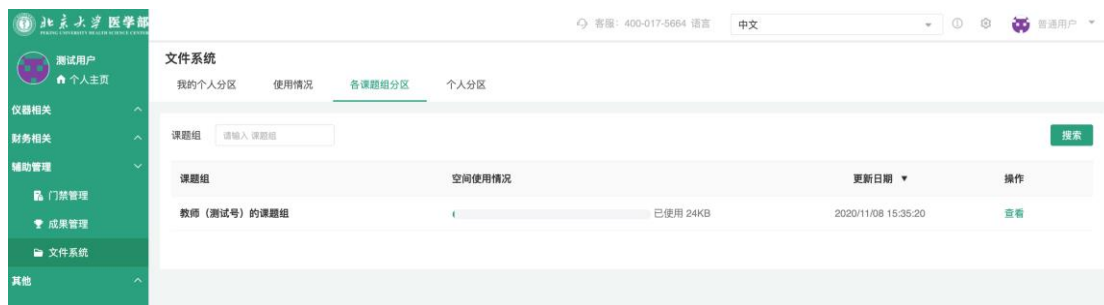 北京大学医学部
PEKING UNIVERSITY HEALTH SCIENCE CENTER
客服：400-017-5664 语言 中文
普通用户
测试用户
个人主页
仪器相关
财务相关
辅助管理
门禁管理
成果管理
文件系统
其他
文件系统
我的个人分区 使用情况 各课题组分区 个人分区
课题组 请输入 课题组 搜索
课题组 空间使用情况 更新日期 ▼ 操作
教师（测试号）的课题组 已使用 24KB 2020/11/08 15:35:20 查看